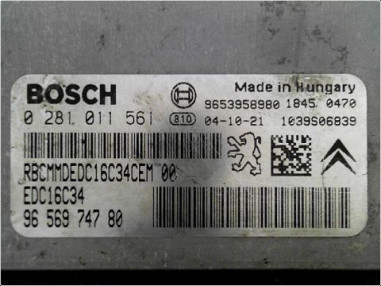 BOSCH
Made in Hungary
9653958980 1845 0470
0 281 011 561 810 04-10-21 1039S06839
RBCMMDEDC16C34CEM 00
EDC16C34
96 569 747 80